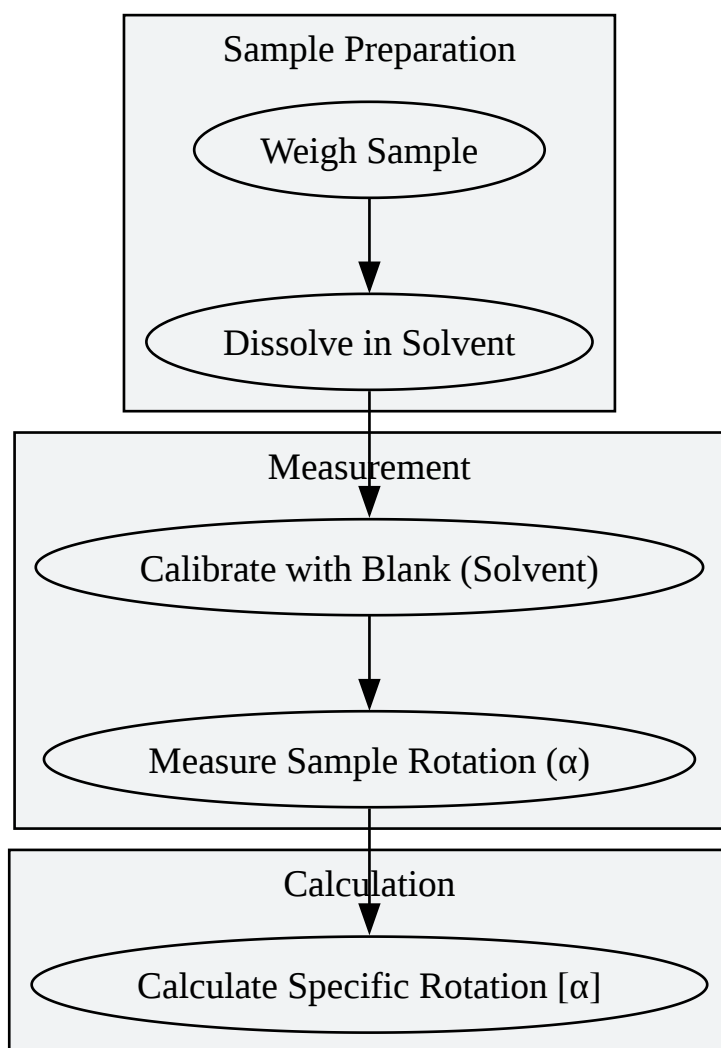 Sample Preparation
Weigh Sample
Dissolve in Solvent
Measurement
Calibrate with Blank (Solvent)
Measure Sample Rotation (α)
Calculation
Calculate Specific Rotation [α]